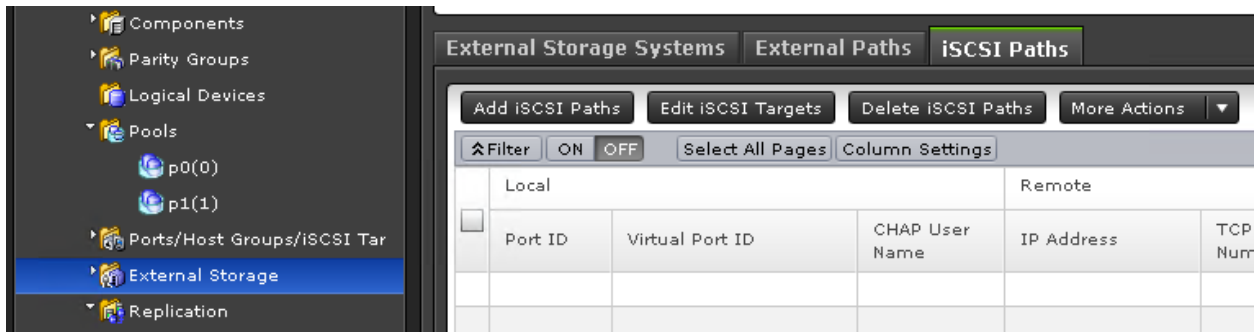 Components
Parity Groups
Logical Devices
Pools
p0(0)
p1(1)
Ports/Host Groups/iSCSI Tar
External Storage
Replication
External Storage Systems External Paths iSCSI Paths
Add iSCSI Paths Edit iSCSI Targets Delete iSCSI Paths More Actions
Filter ON OFF Select All Pages Column Settings
Local Remote
Port ID Virtual Port ID CHAP User Name IP Address TCP Num